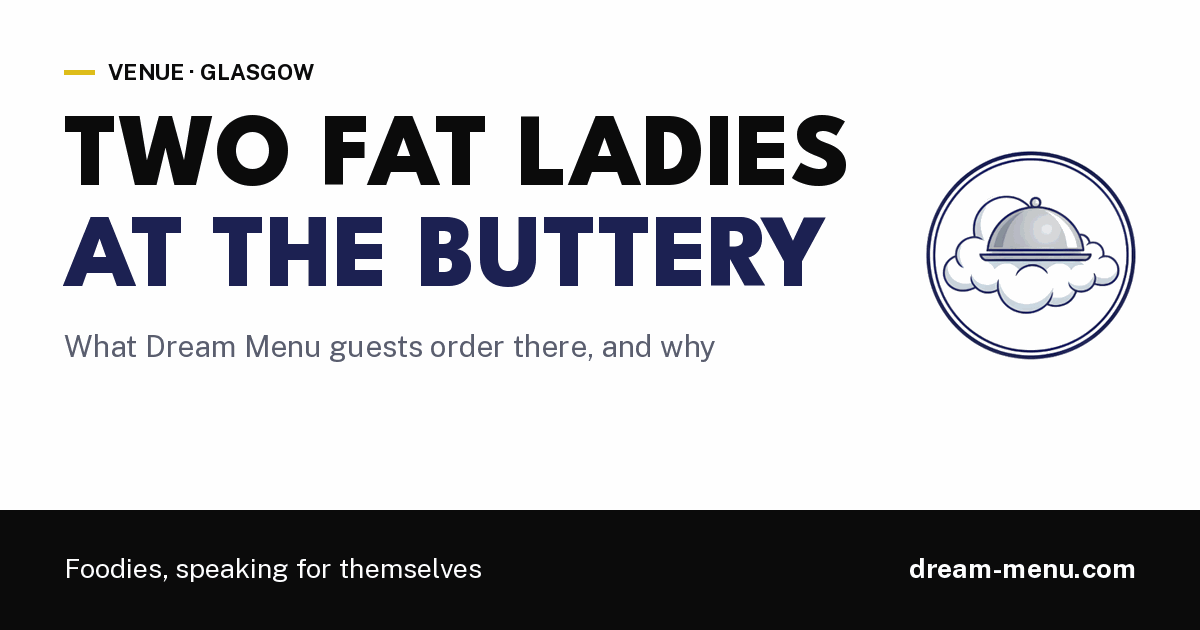 VENUE · GLASGOW
TWO FAT LADIES
AT THE BUTTERY
What Dream Menu guests order there, and why
Foodies, speaking for themselves
dream-menu.com